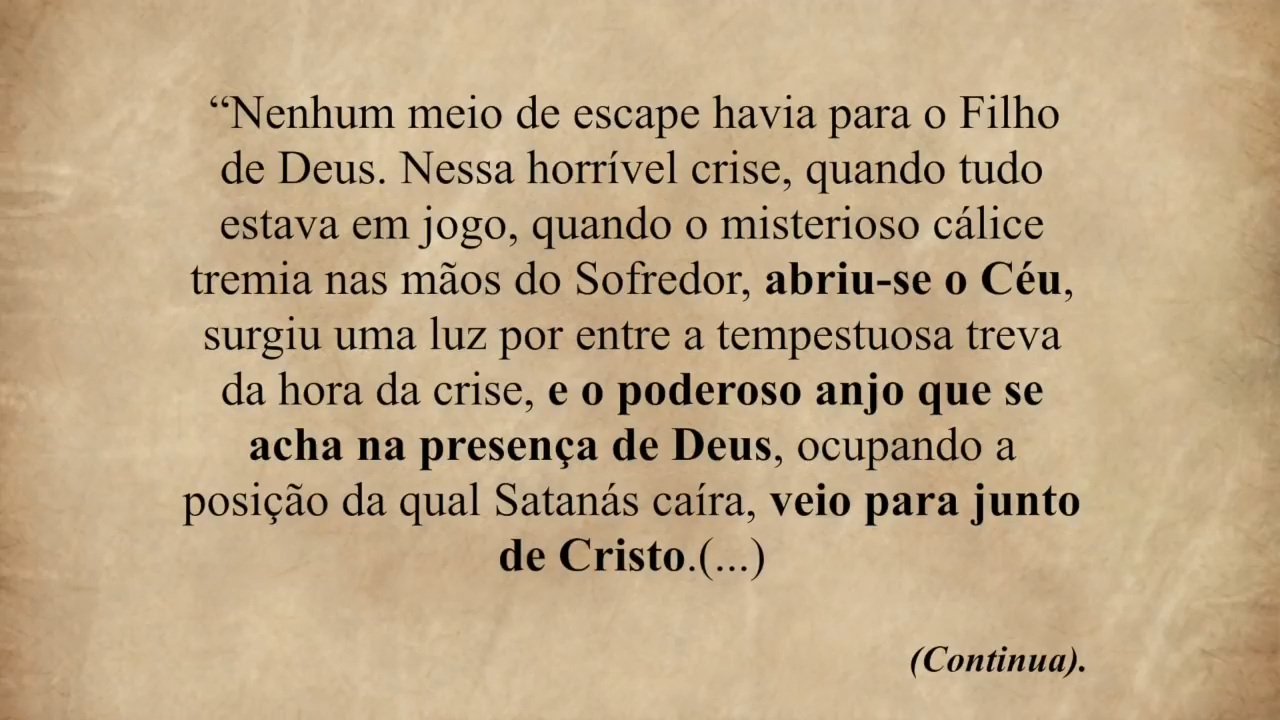 “Nenhum meio de escape havia para o Filho
de Deus. Nessa horrível crise, quando tudo
estava em jogo, quando o misterioso cálice
tremia nas mãos do Sofredor, abriu-se o Céu,
surgiu uma luz por entre a tempestuosa treva
da hora da crise, e o poderoso anjo que se
acha na presença de Deus, ocupando a
posição da qual Satanás caíra, veio para junto
de Cristo.(...)
(Continua).